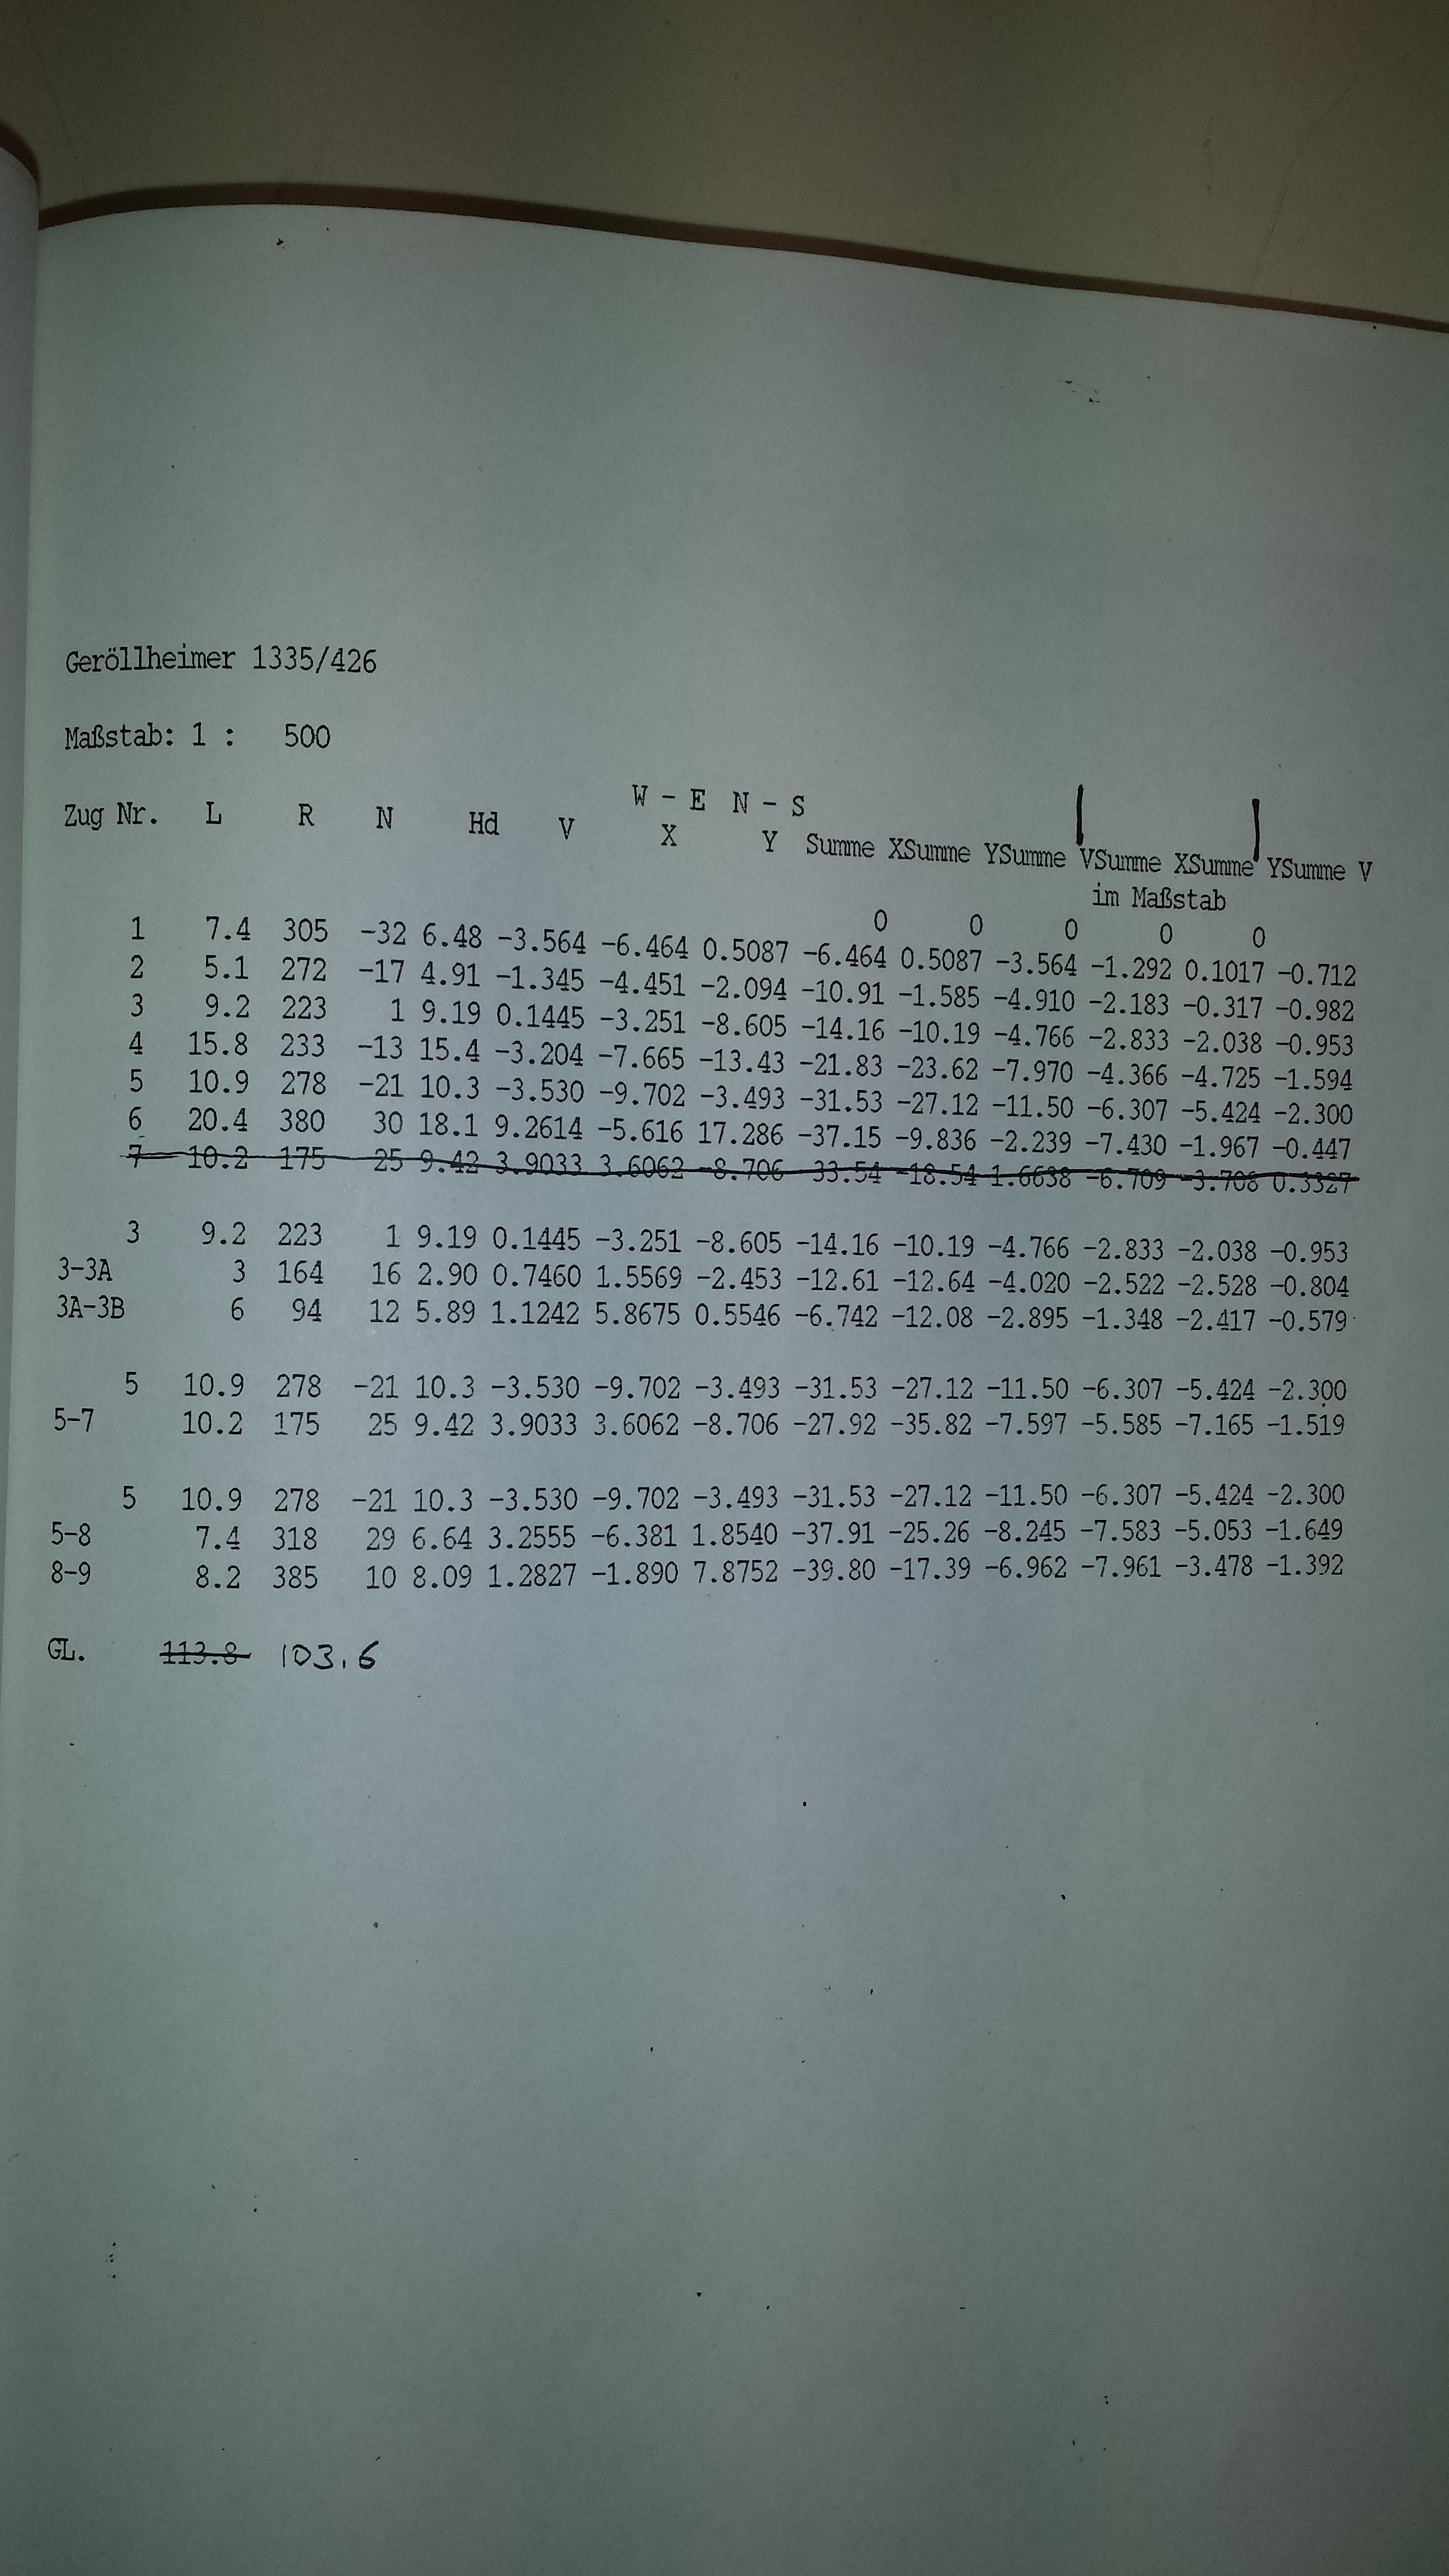 Geröllheimer 1335/426
Maßstab: 1 : 500
W - E N - S
Zug Nr. L R N Hd V X Y Summe XSumme YSumme VSumme XSumme YSumme V
im Maßstab
0 0 0 0 0
1 7.4 305 -32 6.48 -3.564 -6.464 0.5087 -6.464 0.5087 -3.564 -1.292 0.1017 -0.712
2 5.1 272 -17 4.91 -1.345 -4.451 -2.094 -10.91 -1.585 -4.910 -2.183 -0.317 -0.982
3 9.2 223 1 9.19 0.1445 -3.251 -8.605 -14.16 -10.19 -4.766 -2.833 -2.038 -0.953
4 15.8 233 -13 15.4 -3.204 -7.665 -13.43 -21.83 -23.62 -7.970 -4.366 -4.725 -1.594
5 10.9 278 -21 10.3 -3.530 -9.702 -3.493 -31.53 -27.12 -11.50 -6.307 -5.424 -2.300
6 20.4 380 30 18.1 9.2614 -5.616 17.286 -37.15 -9.836 -2.239 -7.430 -1.967 -0.447
7 10.2 175 25 9.42 3.9033 3.6062 -8.706 -33.54 -18.54 1.6638 -6.709 -3.708 0.3327
3 9.2 223 1 9.19 0.1445 -3.251 -8.605 -14.16 -10.19 -4.766 -2.833 -2.038 -0.953
3-3A 3 164 16 2.90 0.7460 1.5569 -2.453 -12.61 -12.64 -4.020 -2.522 -2.528 -0.804
3A-3B 6 94 12 5.89 1.1242 5.8675 0.5546 -6.742 -12.08 -2.895 -1.348 -2.417 -0.579
5 10.9 278 -21 10.3 -3.530 -9.702 -3.493 -31.53 -27.12 -11.50 -6.307 -5.424 -2.300
5-7 10.2 175 25 9.42 3.9033 3.6062 -8.706 -27.92 -35.82 -7.597 -5.585 -7.165 -1.519
5 10.9 278 -21 10.3 -3.530 -9.702 -3.493 -31.53 -27.12 -11.50 -6.307 -5.424 -2.300
5-8 7.4 318 29 6.64 3.2555 -6.381 1.8540 -37.91 -25.26 -8.245 -7.583 -5.053 -1.649
8-9 8.2 385 10 8.09 1.2827 -1.890 7.8752 -39.80 -17.39 -6.962 -7.961 -3.478 -1.392
GL. 113.8 103.6